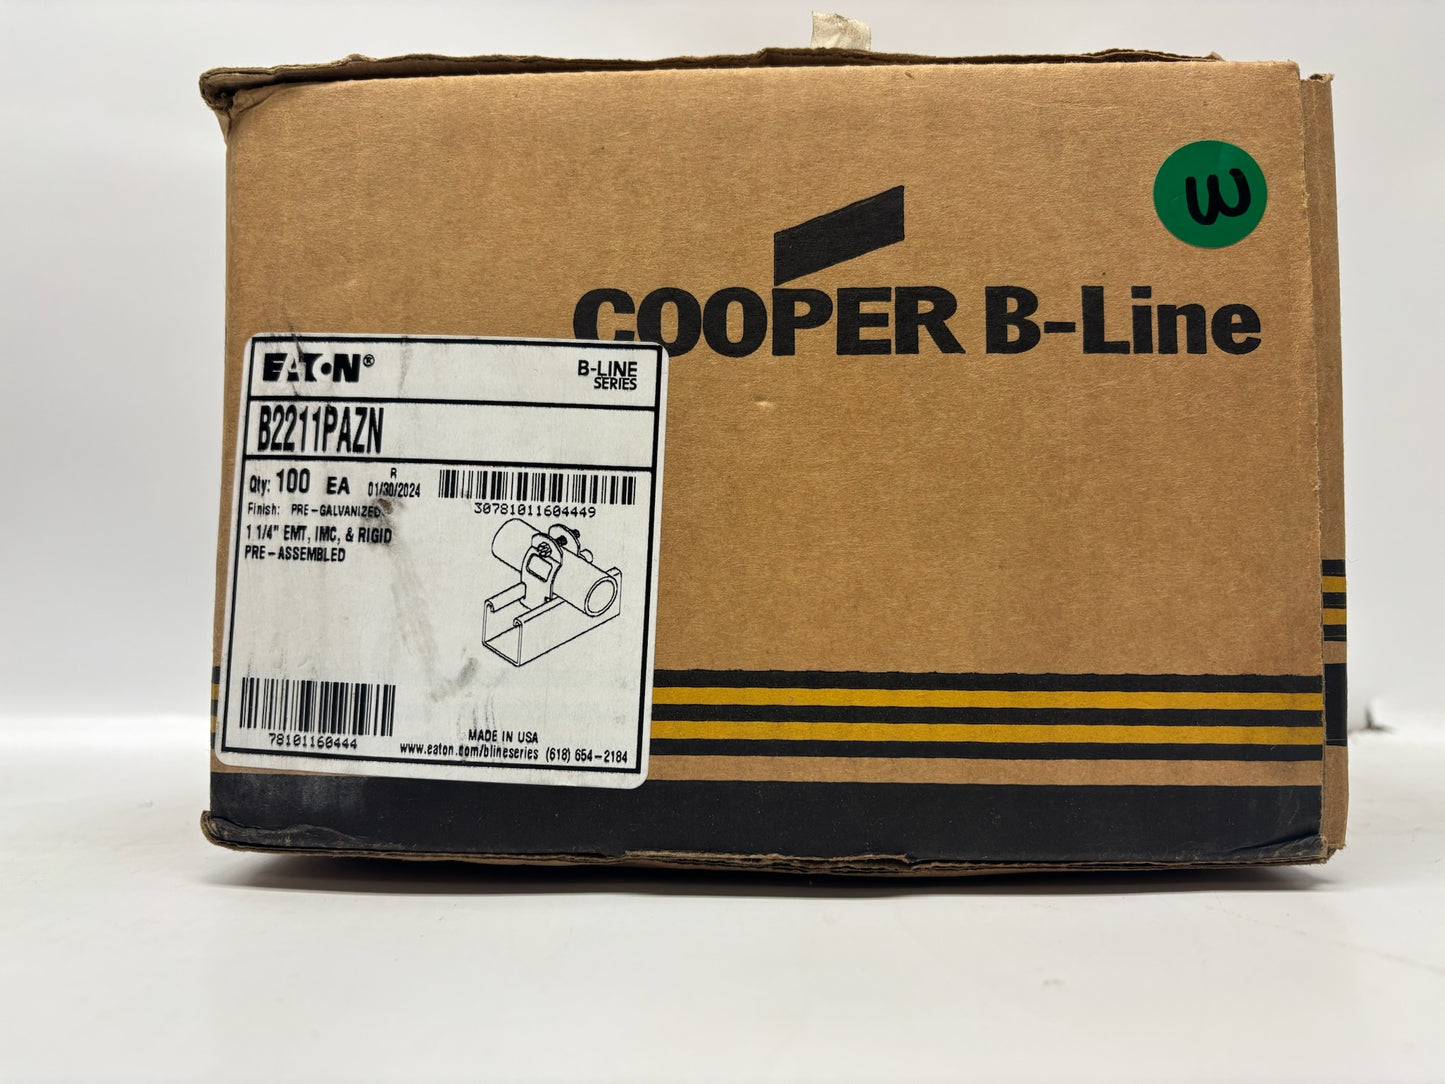 W
COOPER B-Line
EATON®
B-LINE
SERIES
B2211PAZN
Qty: 100 EA
R
01/30/2024
30781011604449
Finish: PRE-GALVANIZED
1 1/4" EMT, IMC, & RIGID
PRE-ASSEMBLED
78101160444
MADE IN USA
www.eaton.com/blineseries (618) 654-2184